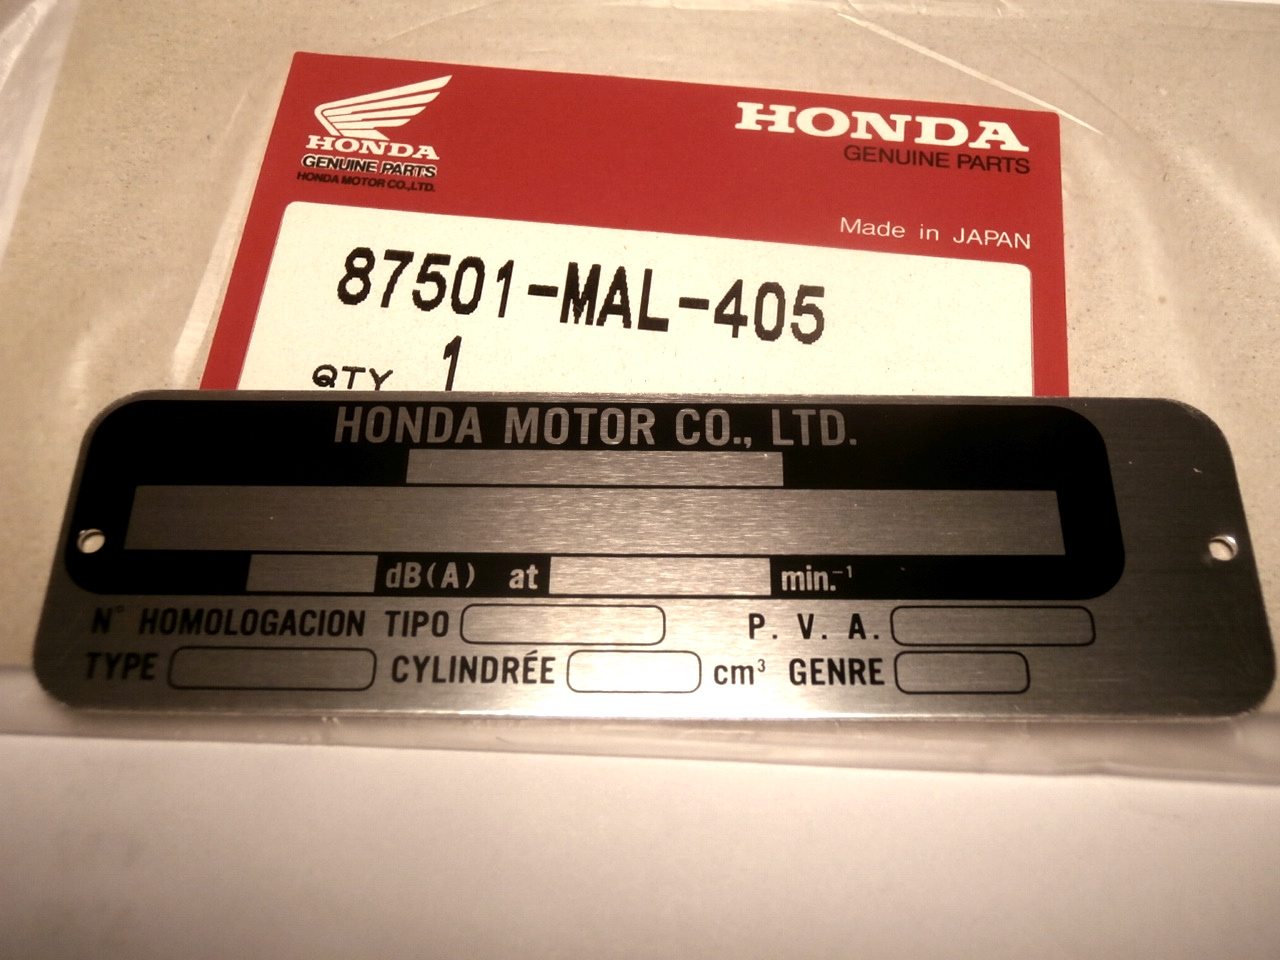 HONDA
GENUINE PARTS
HONDA MOTOR CO.,LTD.
HONDA
GENUINE PARTS
Made in JAPAN
87501-MAL-405
QTY 1
HONDA MOTOR CO., LTD.
dB(A) at min.⁻¹
N° HOMOLOGACION TIPO P. V. A.
TYPE CYLINDRÉE cm³ GENRE